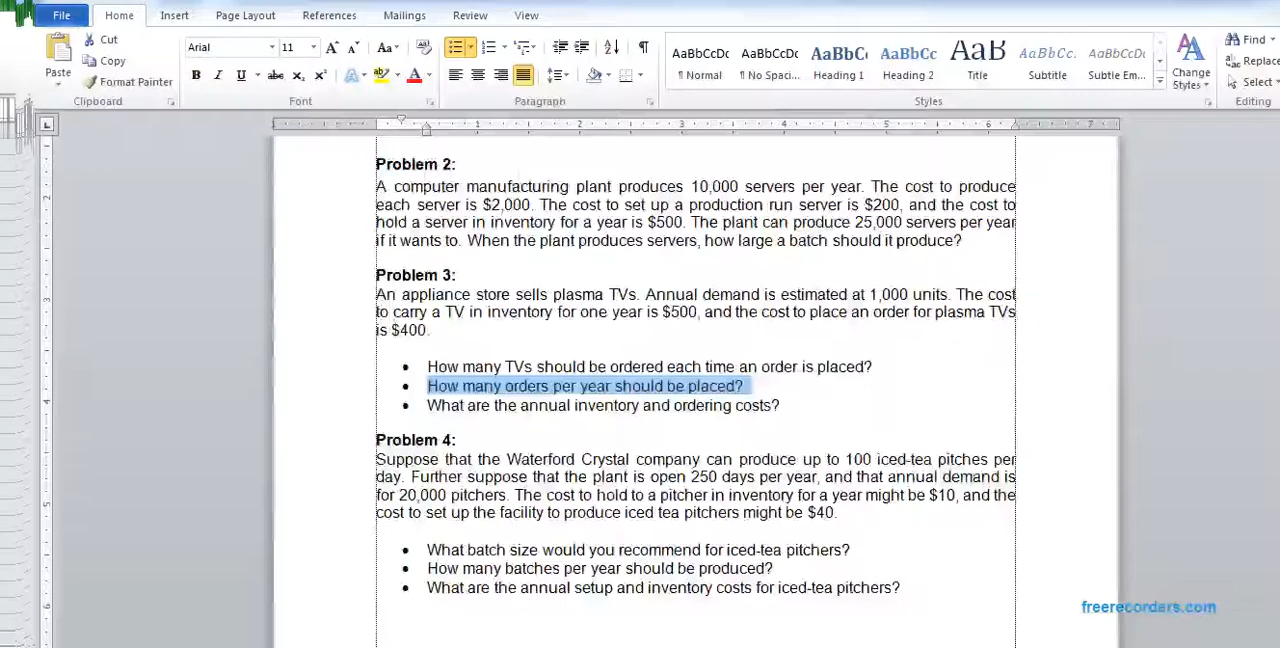 File Home Insert Page Layout References Mailings Review View
Cut Arial 11 Aa Find
Copy AaBbCcDc AaBbCcDc AaBbC AaBbCc AaB AaBbCc. AaBbCcDc Replace
Paste Format Painter B I U abc x₂ x² A A ¶ Normal ¶ No Spaci... Heading 1 Heading 2 Title Subtitle Subtle Em... Change Styles Select
Clipboard Font Paragraph Styles Editing
1 2 3 4 5 6 7
Problem 2:
A computer manufacturing plant produces 10,000 servers per year. The cost to produce
each server is $2,000. The cost to set up a production run server is $200, and the cost to
hold a server in inventory for a year is $500. The plant can produce 25,000 servers per year
if it wants to. When the plant produces servers, how large a batch should it produce?
Problem 3:
An appliance store sells plasma TVs. Annual demand is estimated at 1,000 units. The cost
to carry a TV in inventory for one year is $500, and the cost to place an order for plasma TVs
is $400.
• How many TVs should be ordered each time an order is placed?
• How many orders per year should be placed?
• What are the annual inventory and ordering costs?
Problem 4:
Suppose that the Waterford Crystal company can produce up to 100 iced-tea pitches per
day. Further suppose that the plant is open 250 days per year, and that annual demand is
for 20,000 pitchers. The cost to hold to a pitcher in inventory for a year might be $10, and the
cost to set up the facility to produce iced tea pitchers might be $40.
• What batch size would you recommend for iced-tea pitchers?
• How many batches per year should be produced?
• What are the annual setup and inventory costs for iced-tea pitchers?
freerecorders.com